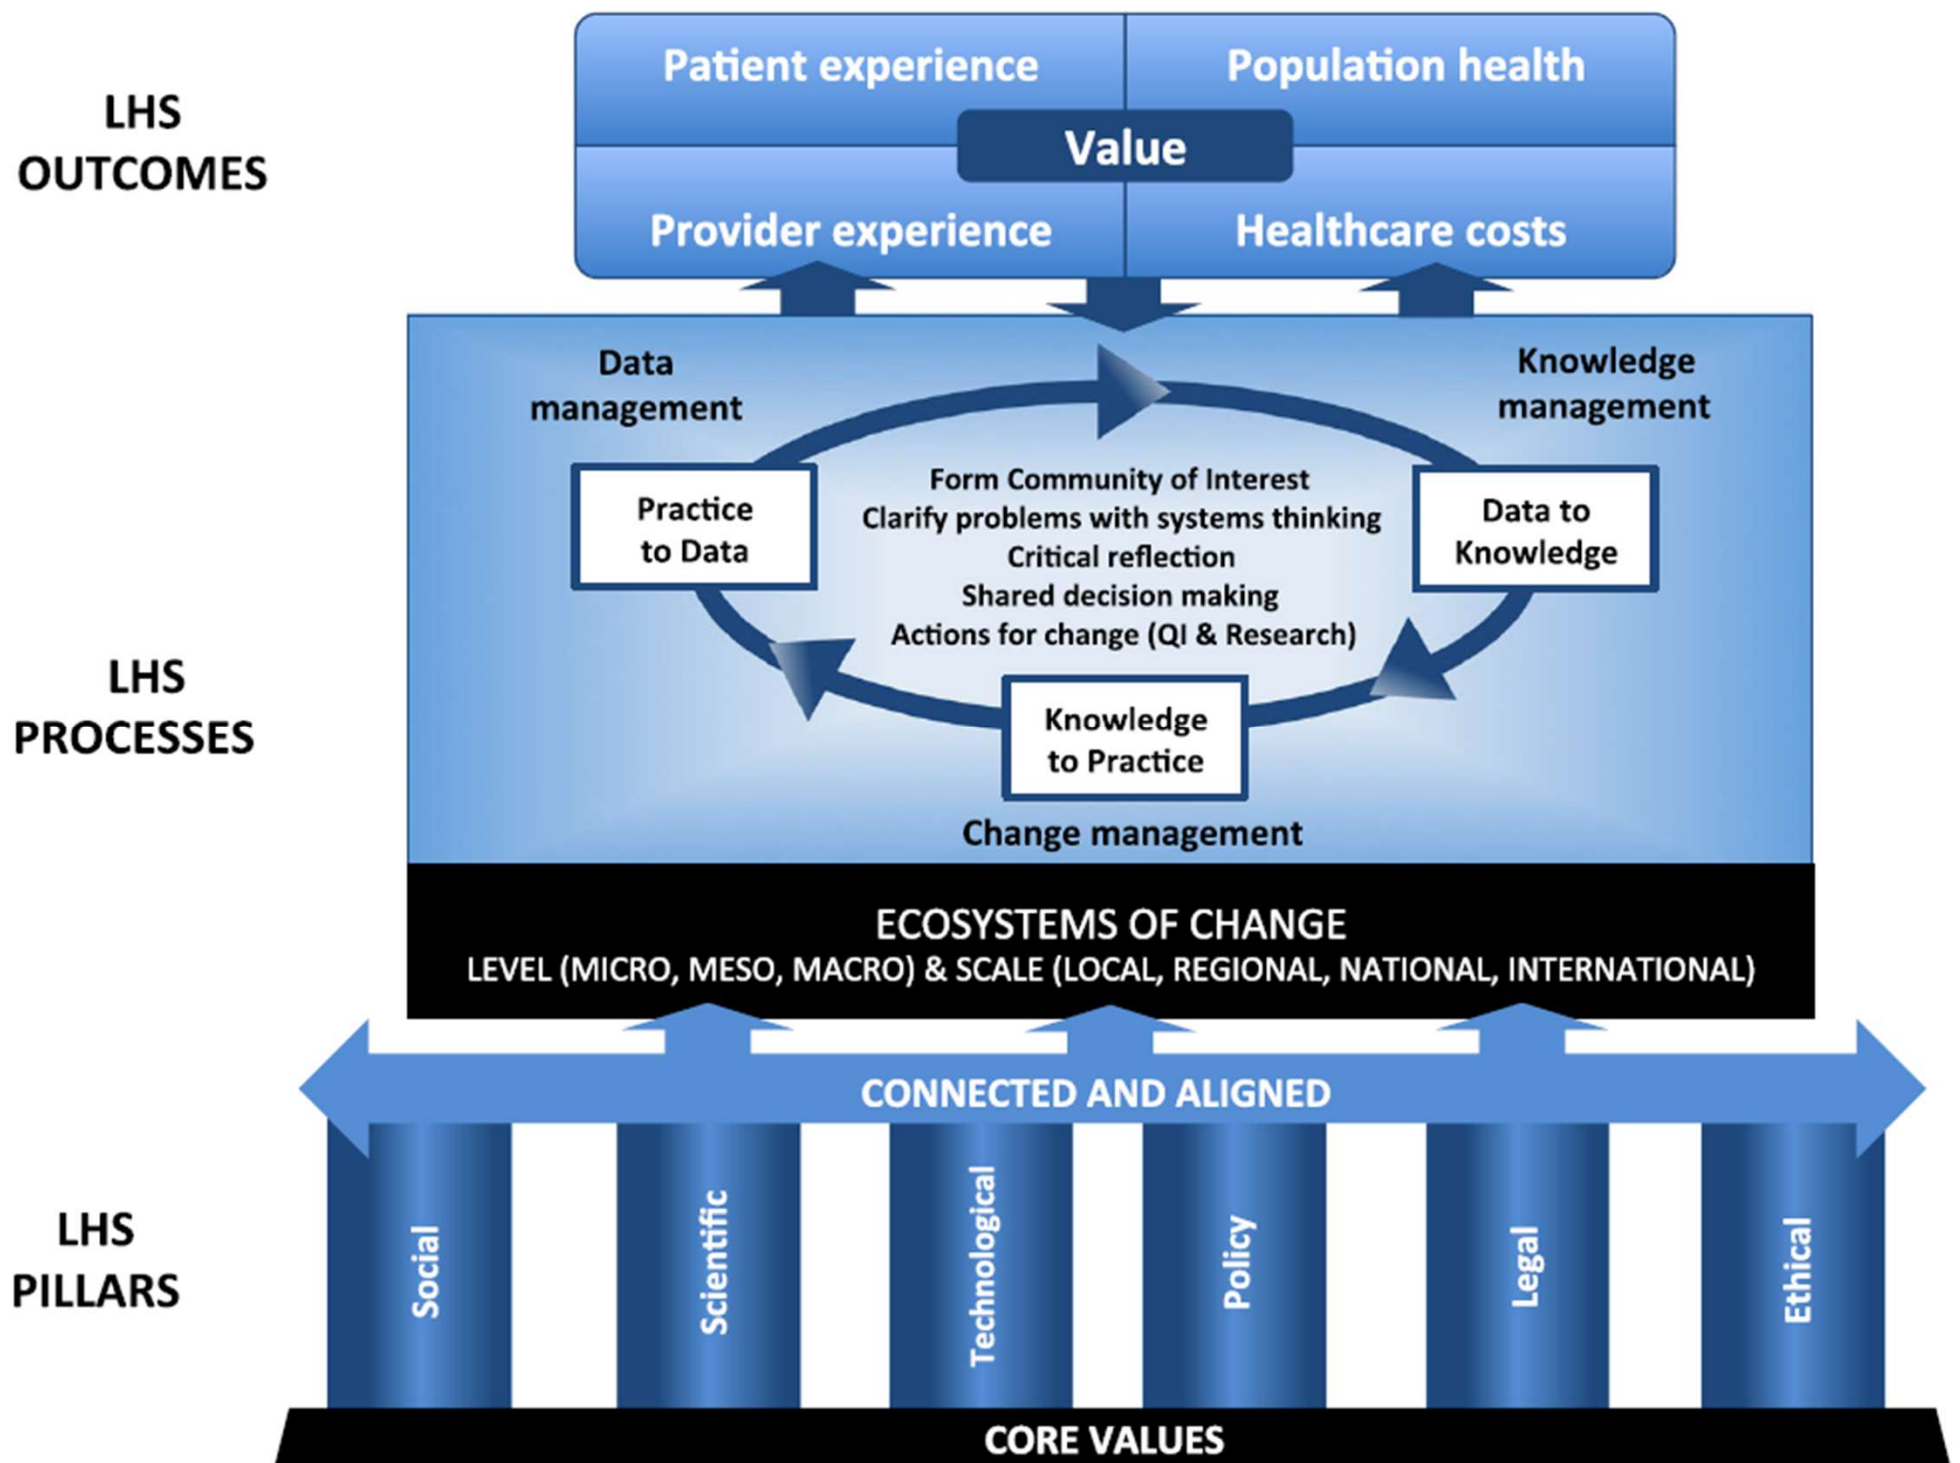 LHS
OUTCOMES
Patient experience
Population health
Value
Provider experience
Healthcare costs
LHS
PROCESSES
Data
management
Knowledge
management
Practice
to Data
Form Community of Interest
Clarify problems with systems thinking
Critical reflection
Shared decision making
Actions for change (QI & Research)
Data to
Knowledge
Knowledge
to Practice
Change management
ECOSYSTEMS OF CHANGE
LEVEL (MICRO, MESO, MACRO) & SCALE (LOCAL, REGIONAL, NATIONAL, INTERNATIONAL)
CONNECTED AND ALIGNED
LHS
PILLARS
Social
Scientific
Technological
Policy
Legal
Ethical
CORE VALUES